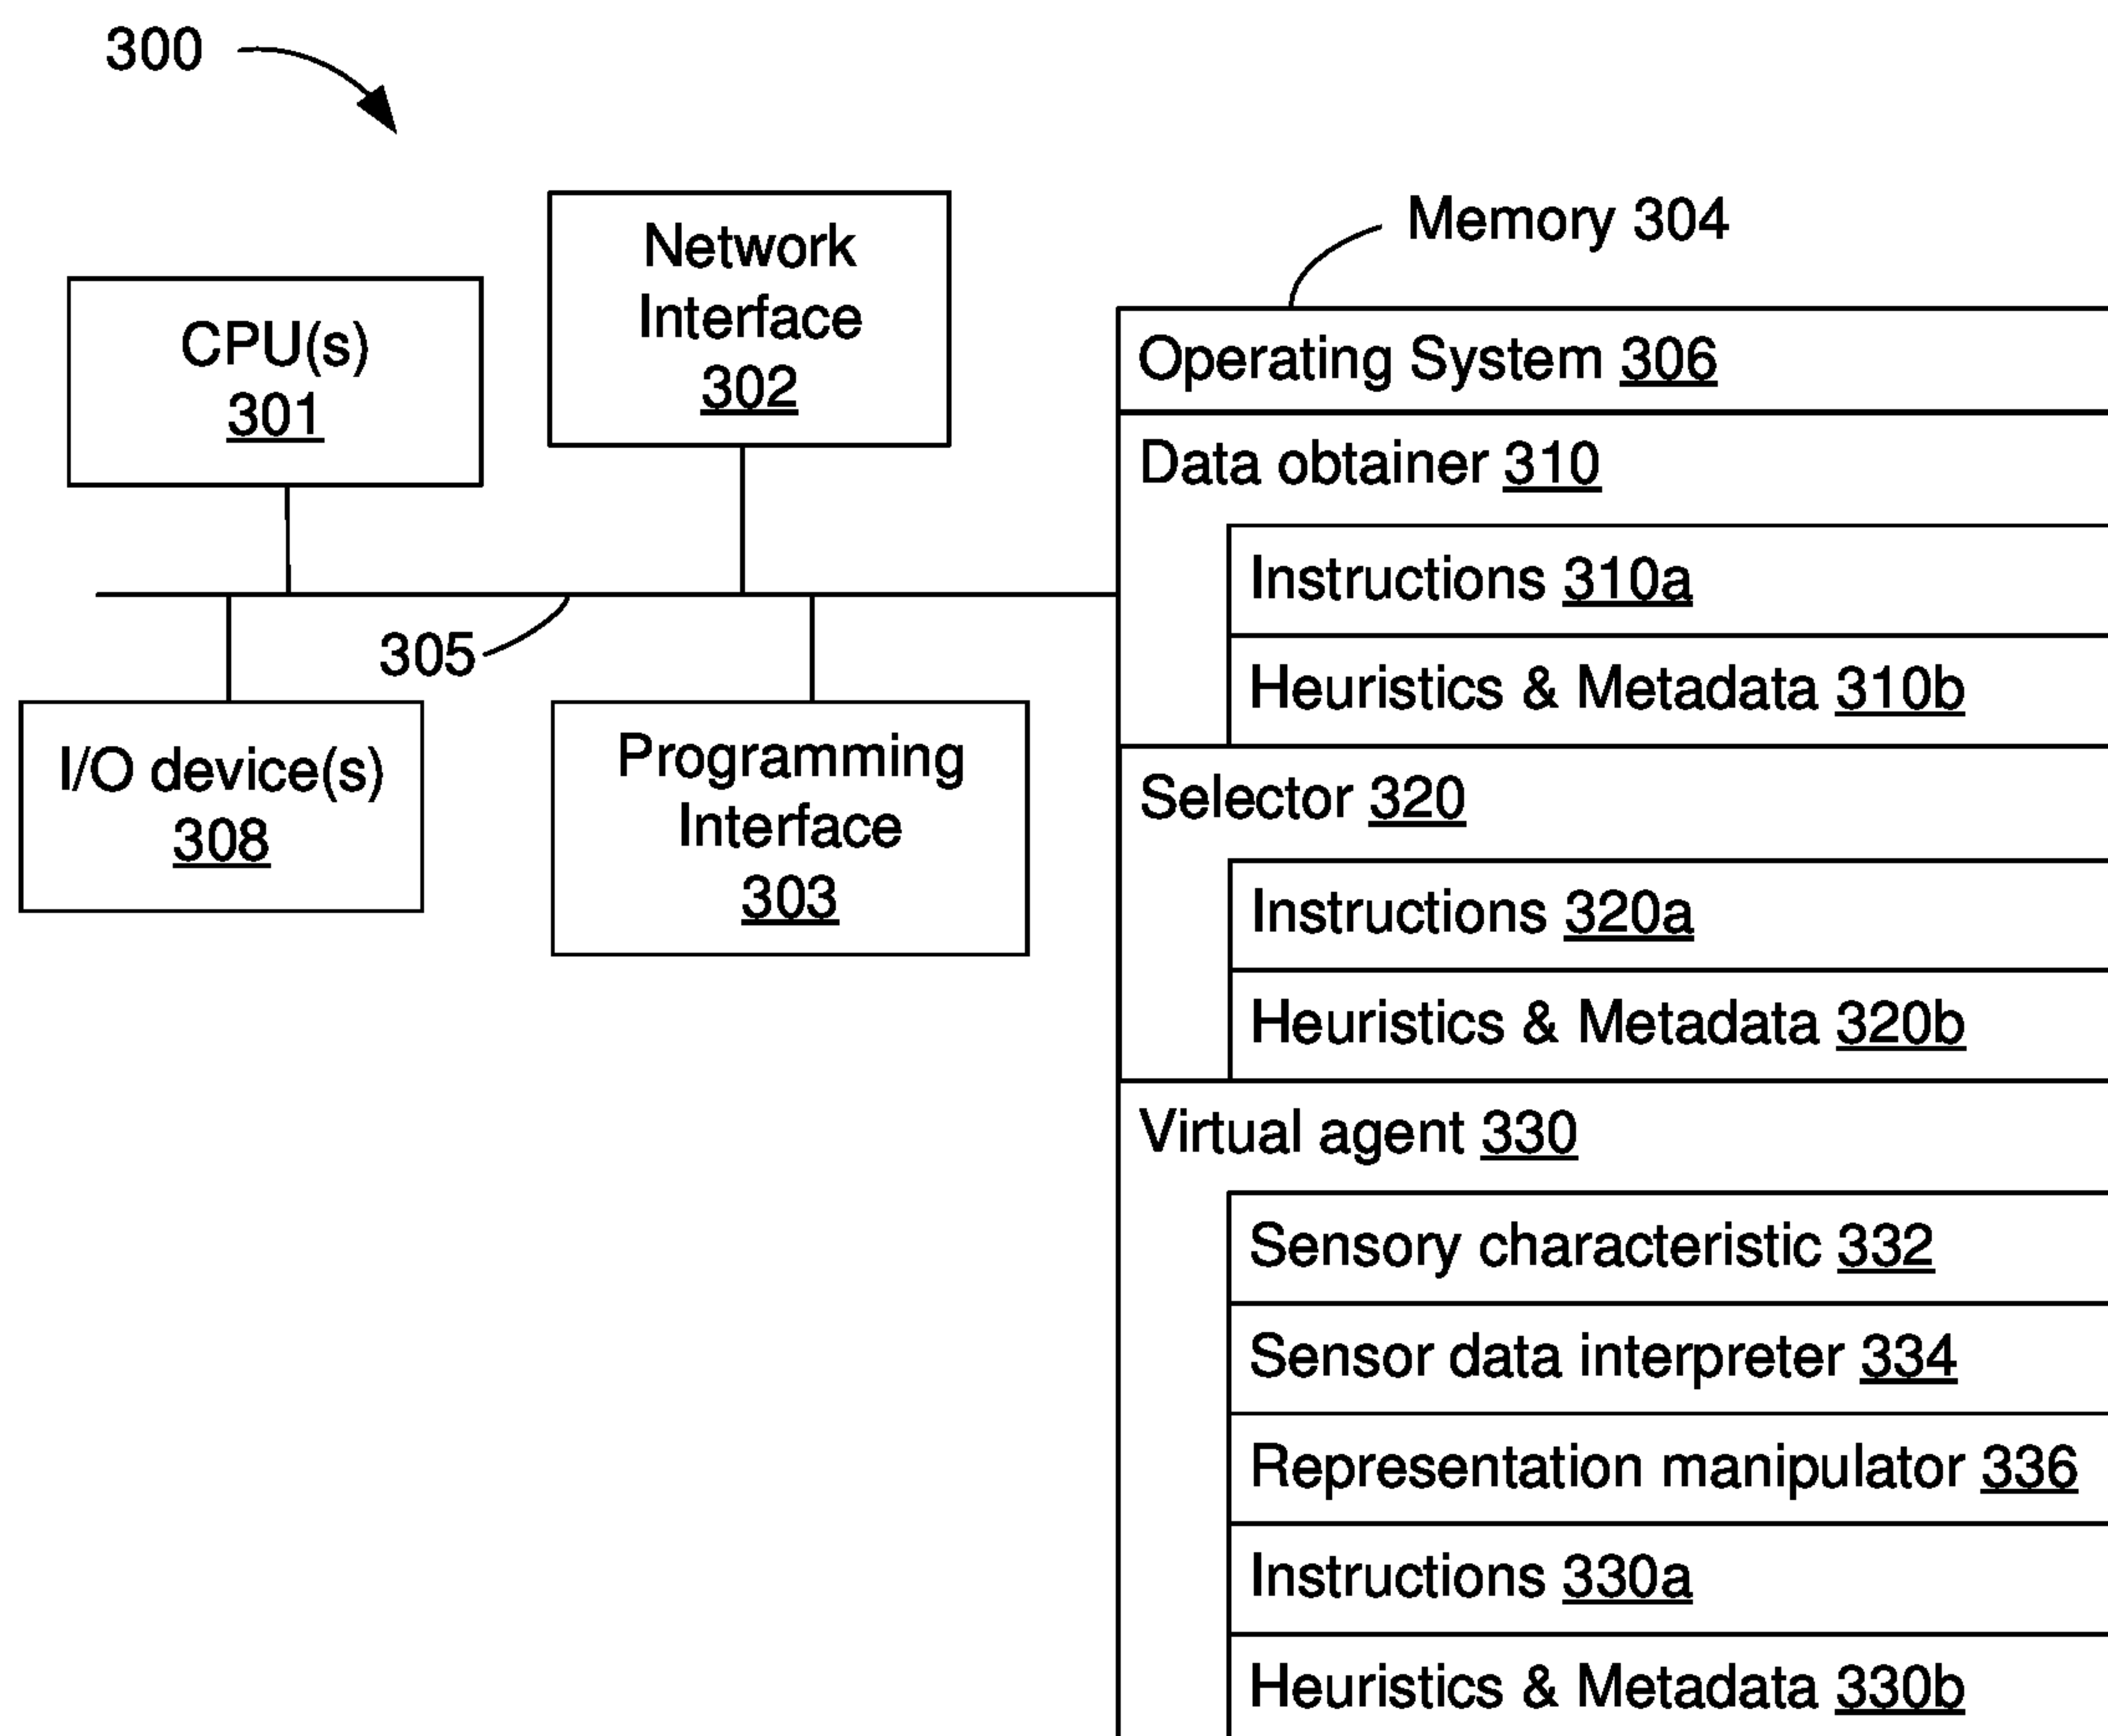 300
Network
Interface
302
CPU(s)
301
305
I/O device(s)
308
Programming
Interface
303
Memory 304
Operating System 306
Data obtainer 310
Instructions 310a
Heuristics & Metadata 310b
Selector 320
Instructions 320a
Heuristics & Metadata 320b
Virtual agent 330
Sensory characteristic 332
Sensor data interpreter 334
Representation manipulator 336
Instructions 330a
Heuristics & Metadata 330b